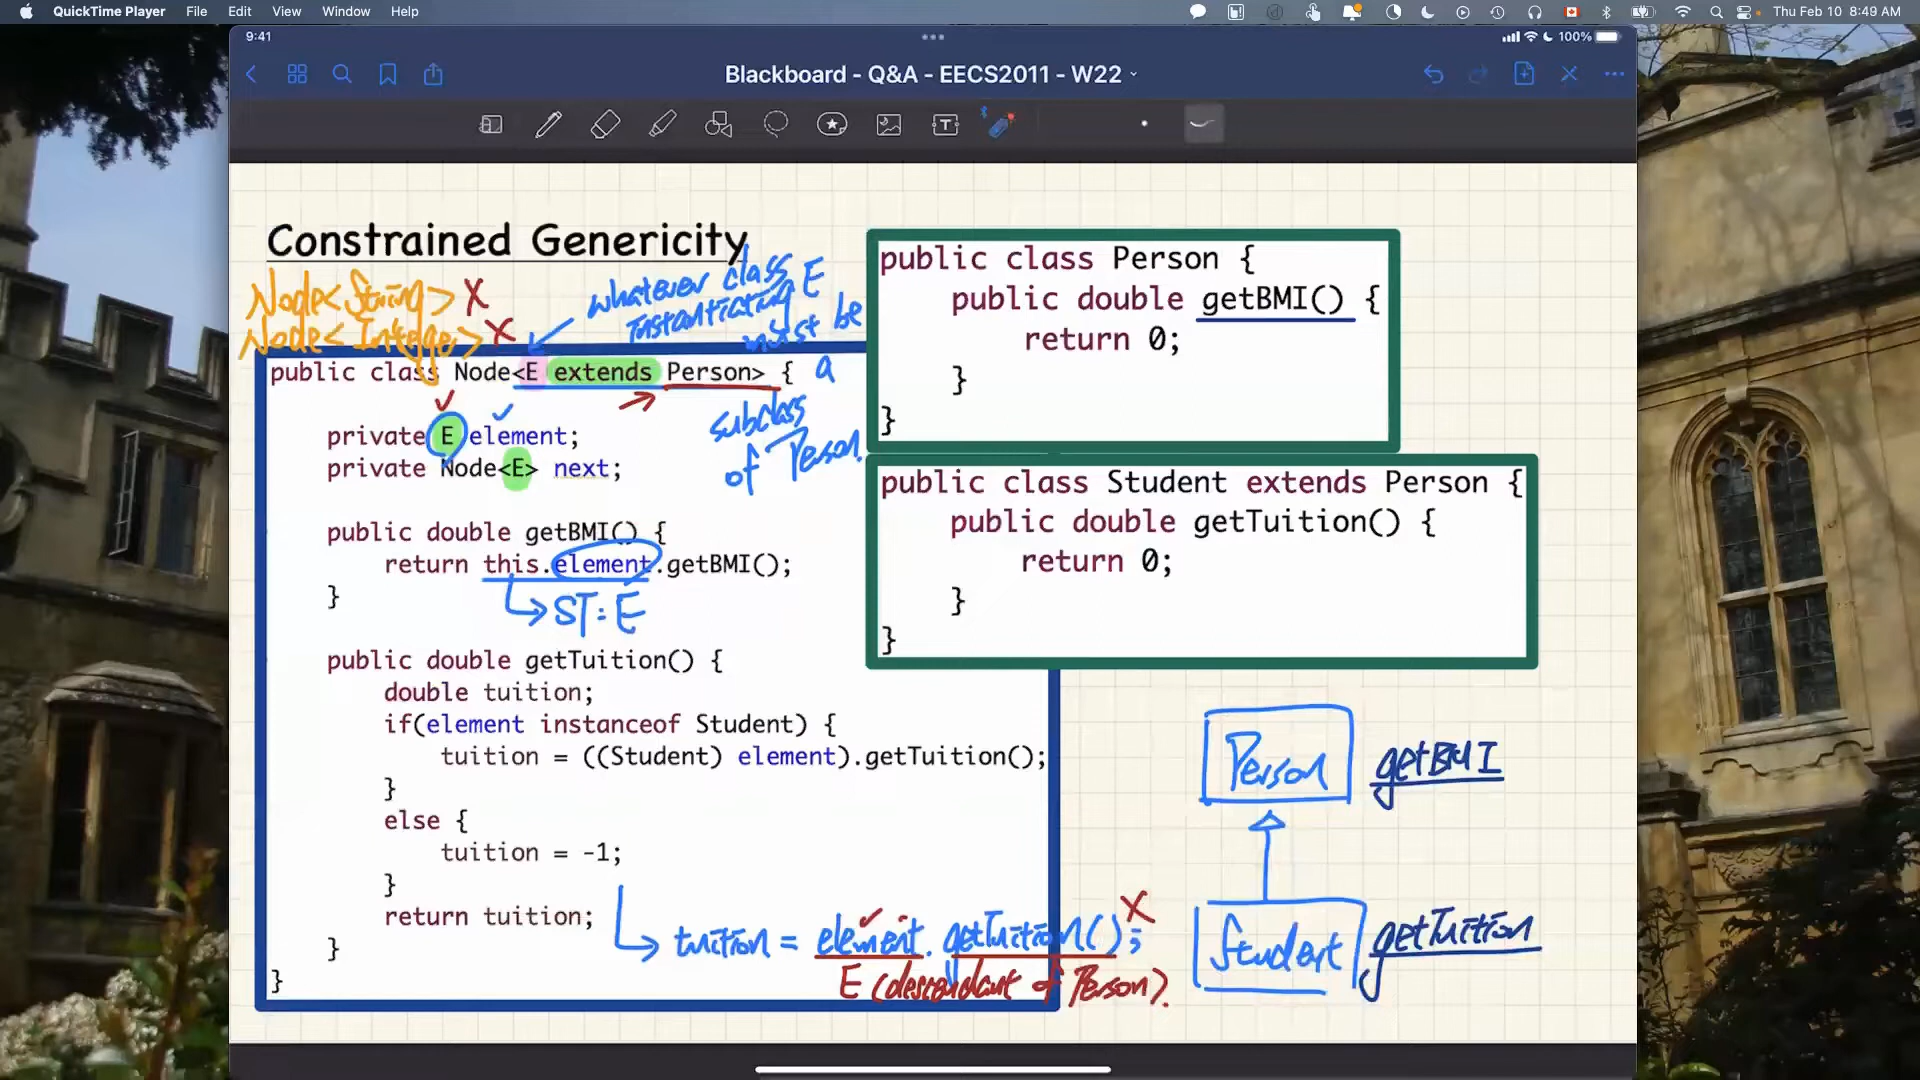 QuickTime Player File Edit View Window Help Thu Feb 10 8:49 AM
9:41 100%
Blackboard - Q&A - EECS2011 - W22
Constrained Genericity
Node<String> X
Node<Integer> X
whatever class
instantiating E
must be
a
subclass
of Person.
public class Node<E extends Person> {
private E element;
private Node<E> next;
public double getBMI() {
return this.element.getBMI();
}
ST: E
public double getTuition() {
double tuition;
if(element instanceof Student) {
tuition = ((Student) element).getTuition();
}
else {
tuition = -1;
}
return tuition;
}
}
tuition = element.getTuition(); X
E (descendant of Person).
public class Person {
public double getBMI() {
return 0;
}
}
public class Student extends Person {
public double getTuition() {
return 0;
}
}
Person getBMI
Student getTuition